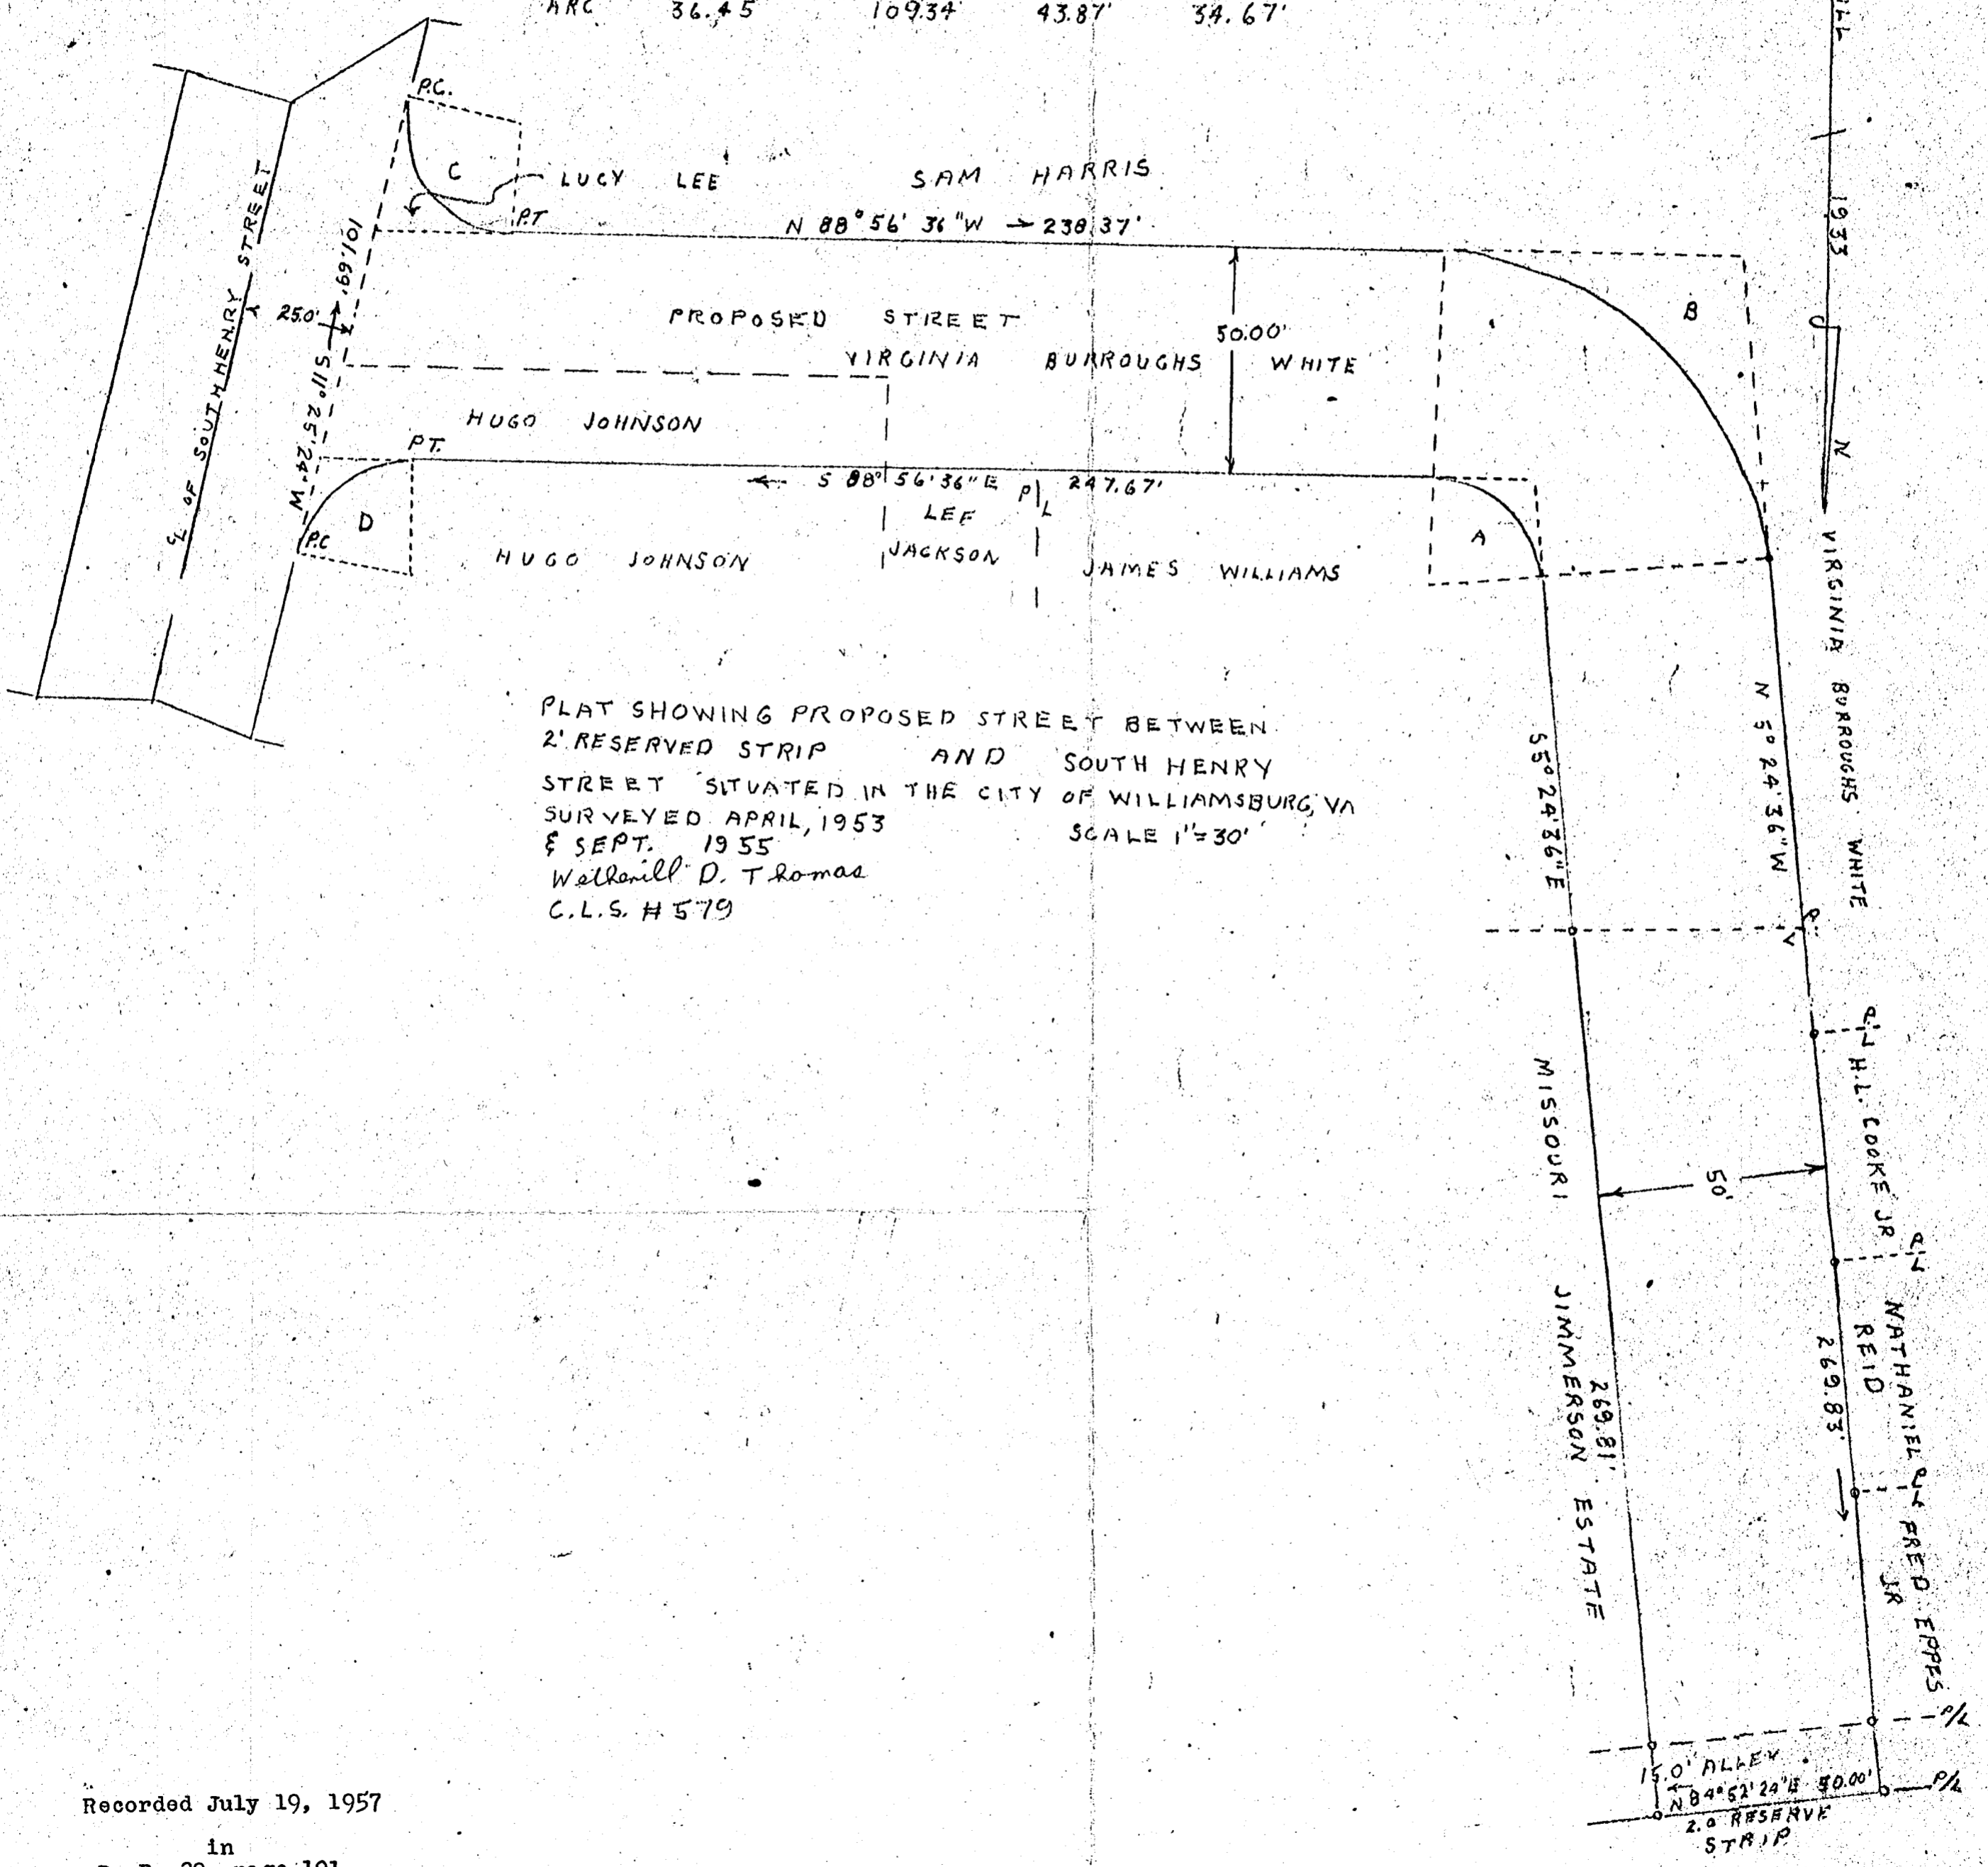 ARC 36.45 109.34 43.87' 34.67'
P.C.
C
LUCY LEE
SAM HARRIS
P.T
N 88° 56' 36"W → 238.37'
101.69'
25.0'
S 11° 25' 24" W
℄ OF SOUTH HENRY STREET
PROPOSED STREET
50.00'
VIRGINIA BURROUGHS WHITE
B
HUGO JOHNSON
P.T.
S 88° 56' 36" E 247.67'
P/L
LEE
JACKSON
HUGO JOHNSON
JAMES WILLIAMS
A
D
P.C
1933
N
VIRGINIA BURROUGHS WHITE
N 5° 24' 36" W
S 5° 24' 36" E
PLAT SHOWING PROPOSED STREET BETWEEN
2' RESERVED STRIP AND SOUTH HENRY
STREET SITUATED IN THE CITY OF WILLIAMSBURG, VA
SURVEYED APRIL, 1953 SCALE 1"=30'
& SEPT. 1955
Wetherill D. Thomas
C.L.S. # 579
P/L
P/L
H.L. COOKE JR
MISSOURI JIMMERSON ESTATE
50'
P/L
NATHANIEL
REID
269.83'
269.81'
P/L
FRED EPPES
JR
P/L
15.0' ALLEY
N 84° 52' 24" E 50.00'
P/L
2.0 RESERVE
STRIP
Recorded July 19, 1957
in